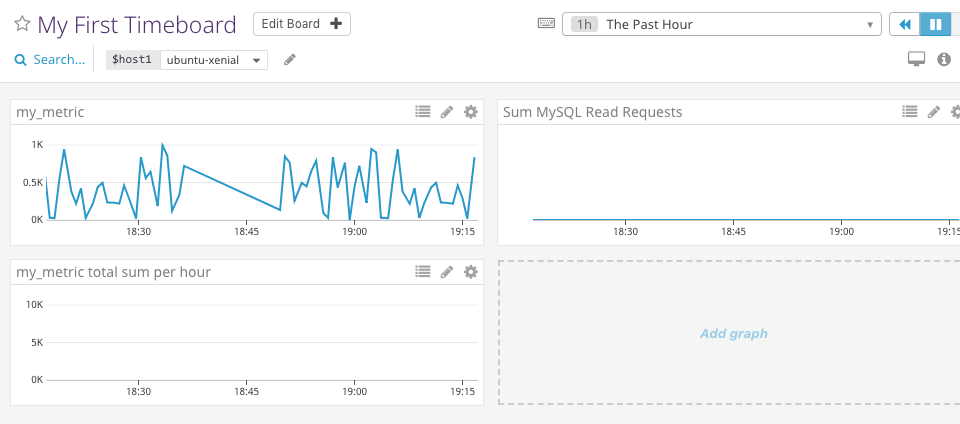 My First Timeboard Edit Board 1h The Past Hour
Search... $host1 ubuntu-xenial
my_metric
1K
0.5K
0K
18:30 18:45 19:00 19:15
Sum MySQL Read Requests
18:30 18:45 19:00 19:15
my_metric total sum per hour
10K
5K
0K
18:30 18:45 19:00 19:15
Add graph